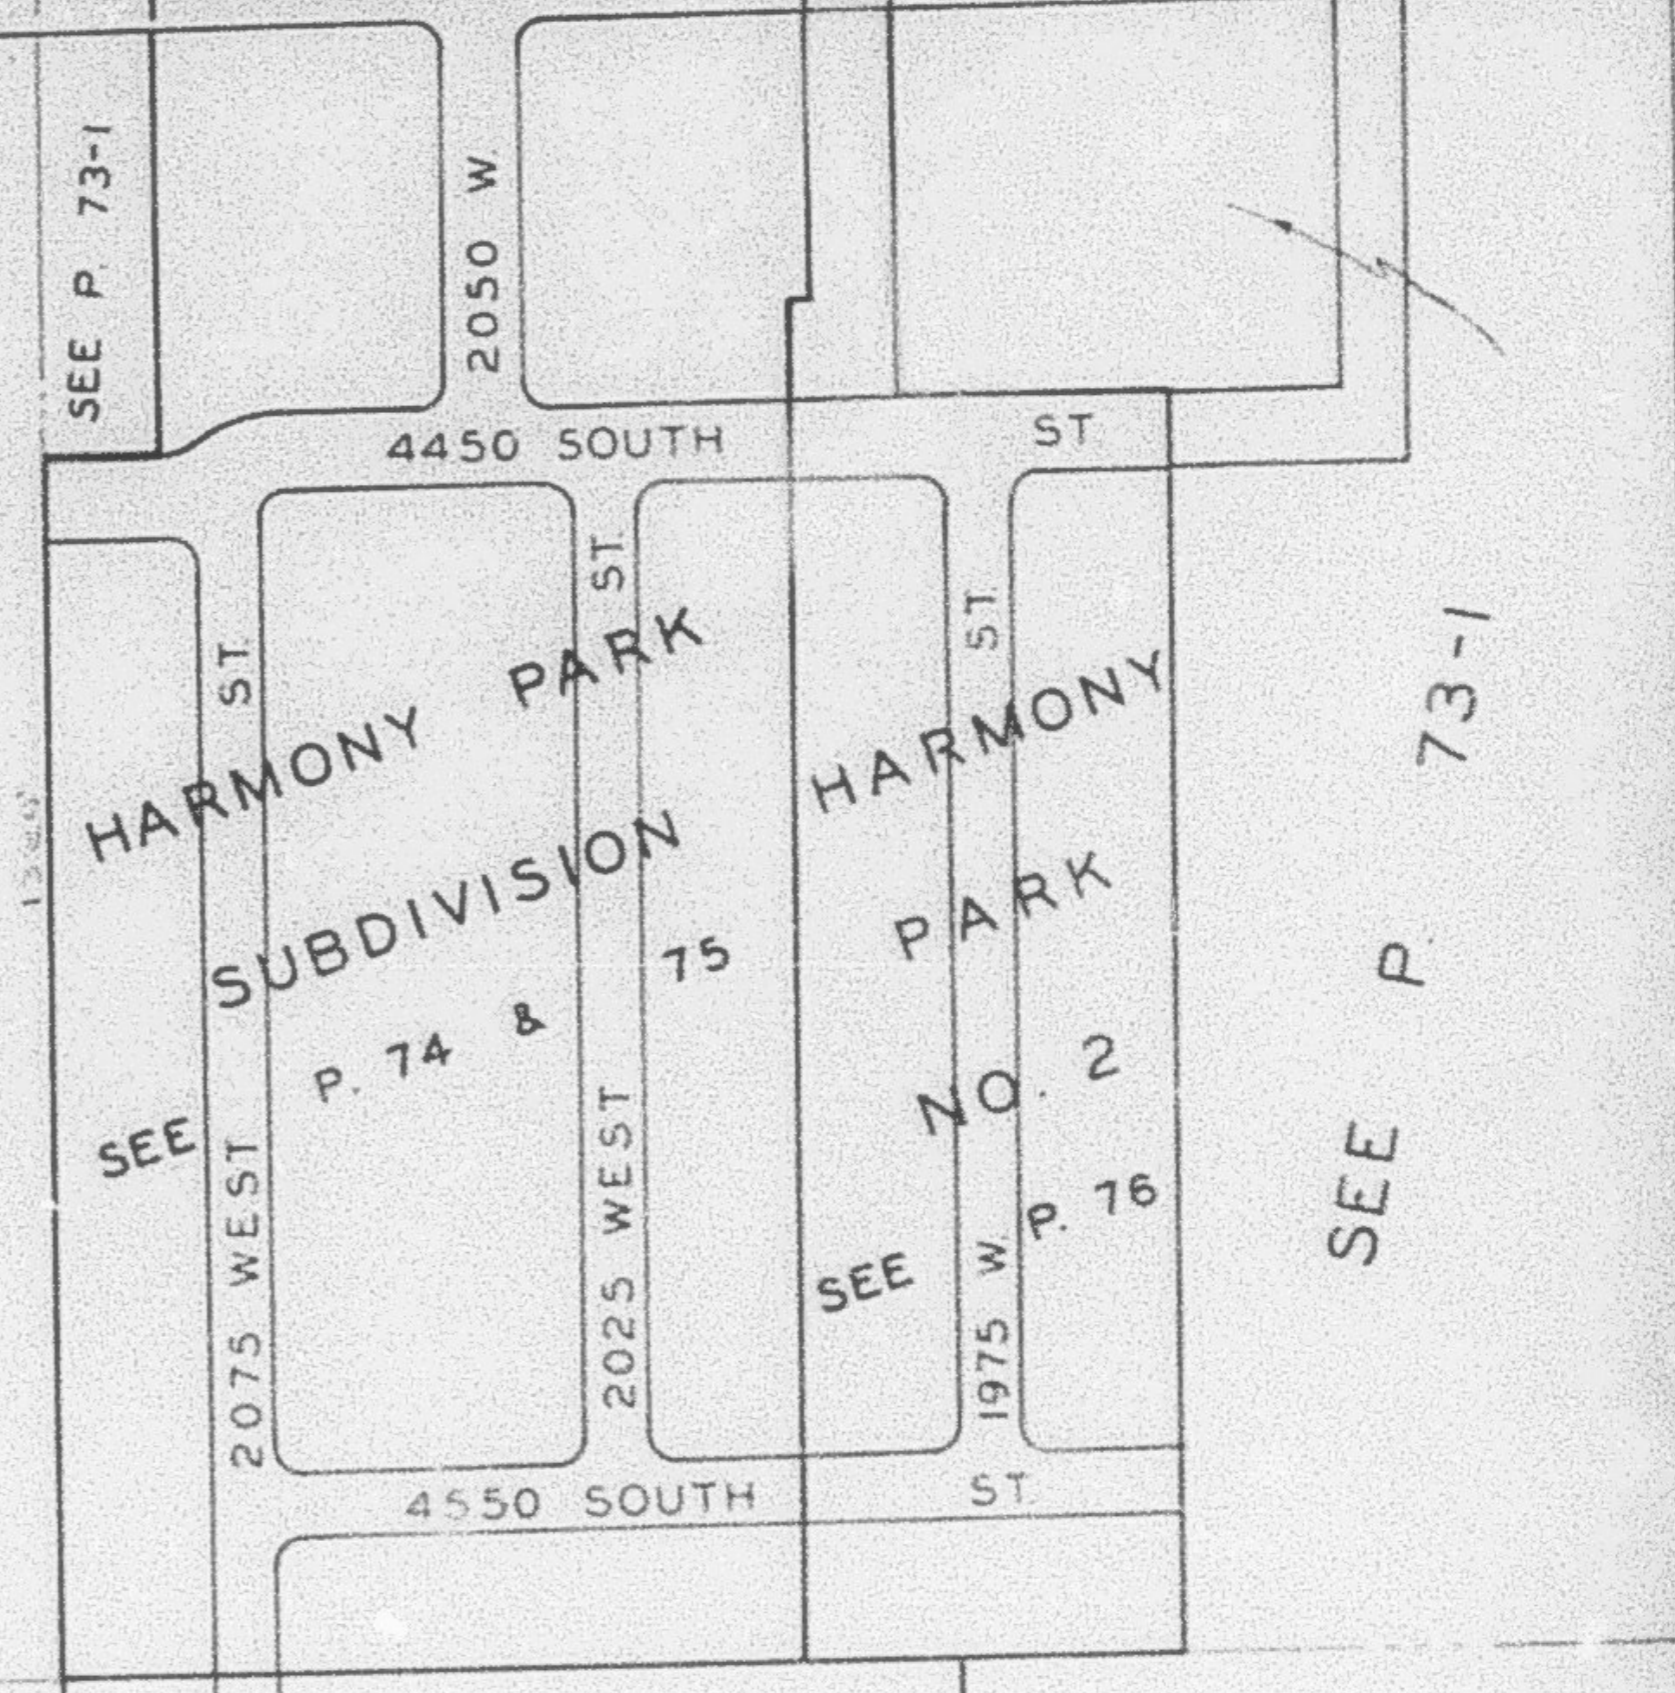 SEE P. 73-1
2050 W.
4450 SOUTH ST.
ST.
ST.
ST.
HARMONY PARK
SUBDIVISION
SEE P. 74 & 75
HARMONY
PARK
NO. 2
SEE P. 76
SEE P. 73-1
2075 WEST
2025 WEST
1975 W.
4550 SOUTH ST.